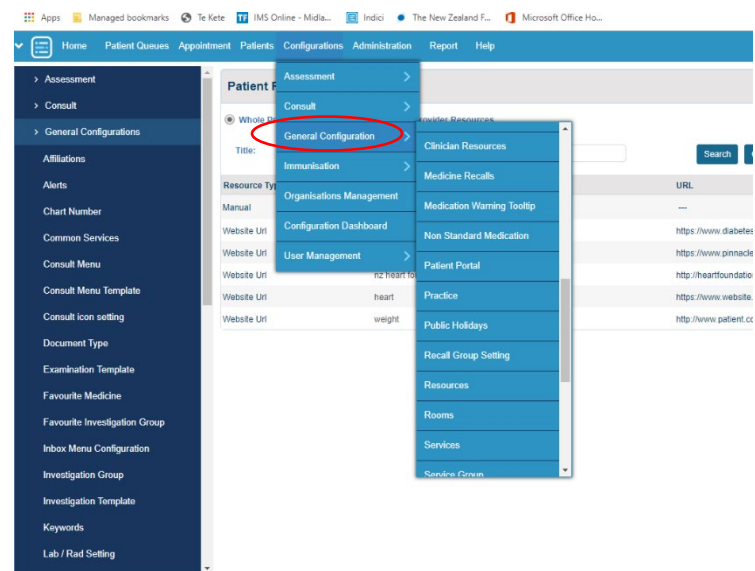 Apps Managed bookmarks Te Kete IMS Online - Midla... Indici The New Zealand F... Microsoft Office Ho...
Home Patient Queues Appointment Patients Configurations Administration Report Help
> Assessment
> Consult
> General Configurations
Affiliations
Alerts
Chart Number
Common Services
Consult Menu
Consult Menu Template
Consult icon setting
Document Type
Examination Template
Favourite Medicine
Favourite Investigation Group
Inbox Menu Configuration
Investigation Group
Investigation Template
Keywords
Lab / Rad Setting
Assessment >
Consult >
General Configuration >
Immunisation >
Organisations Management
Configuration Dashboard
User Management >
Clinician Resources
Medicine Recalls
Medication Warning Tooltip
Non Standard Medication
Patient Portal
Practice
Public Holidays
Recall Group Setting
Resources
Rooms
Services
Service Group
Patient
Whole Resources
Title: Search
Resource URL
Manual ---
Website Url https://www.diabetes
Website Url https://www.pinnacle
Website Url nz heart http://heartfoundatio
Website Url heart https://www.website.
Website Url weight http://www.patient.co